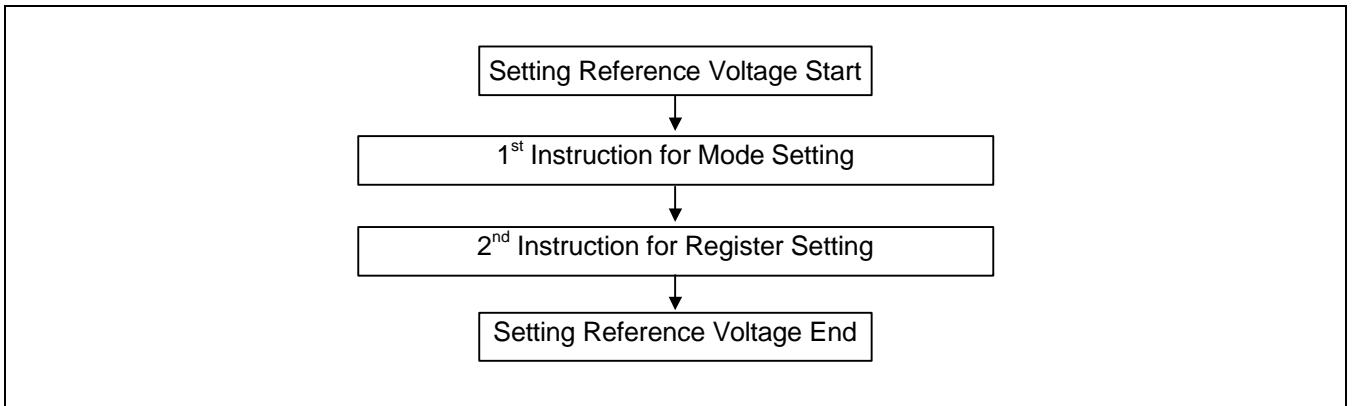 Setting Reference Voltage Start
1st Instruction for Mode Setting
2nd Instruction for Register Setting
Setting Reference Voltage End